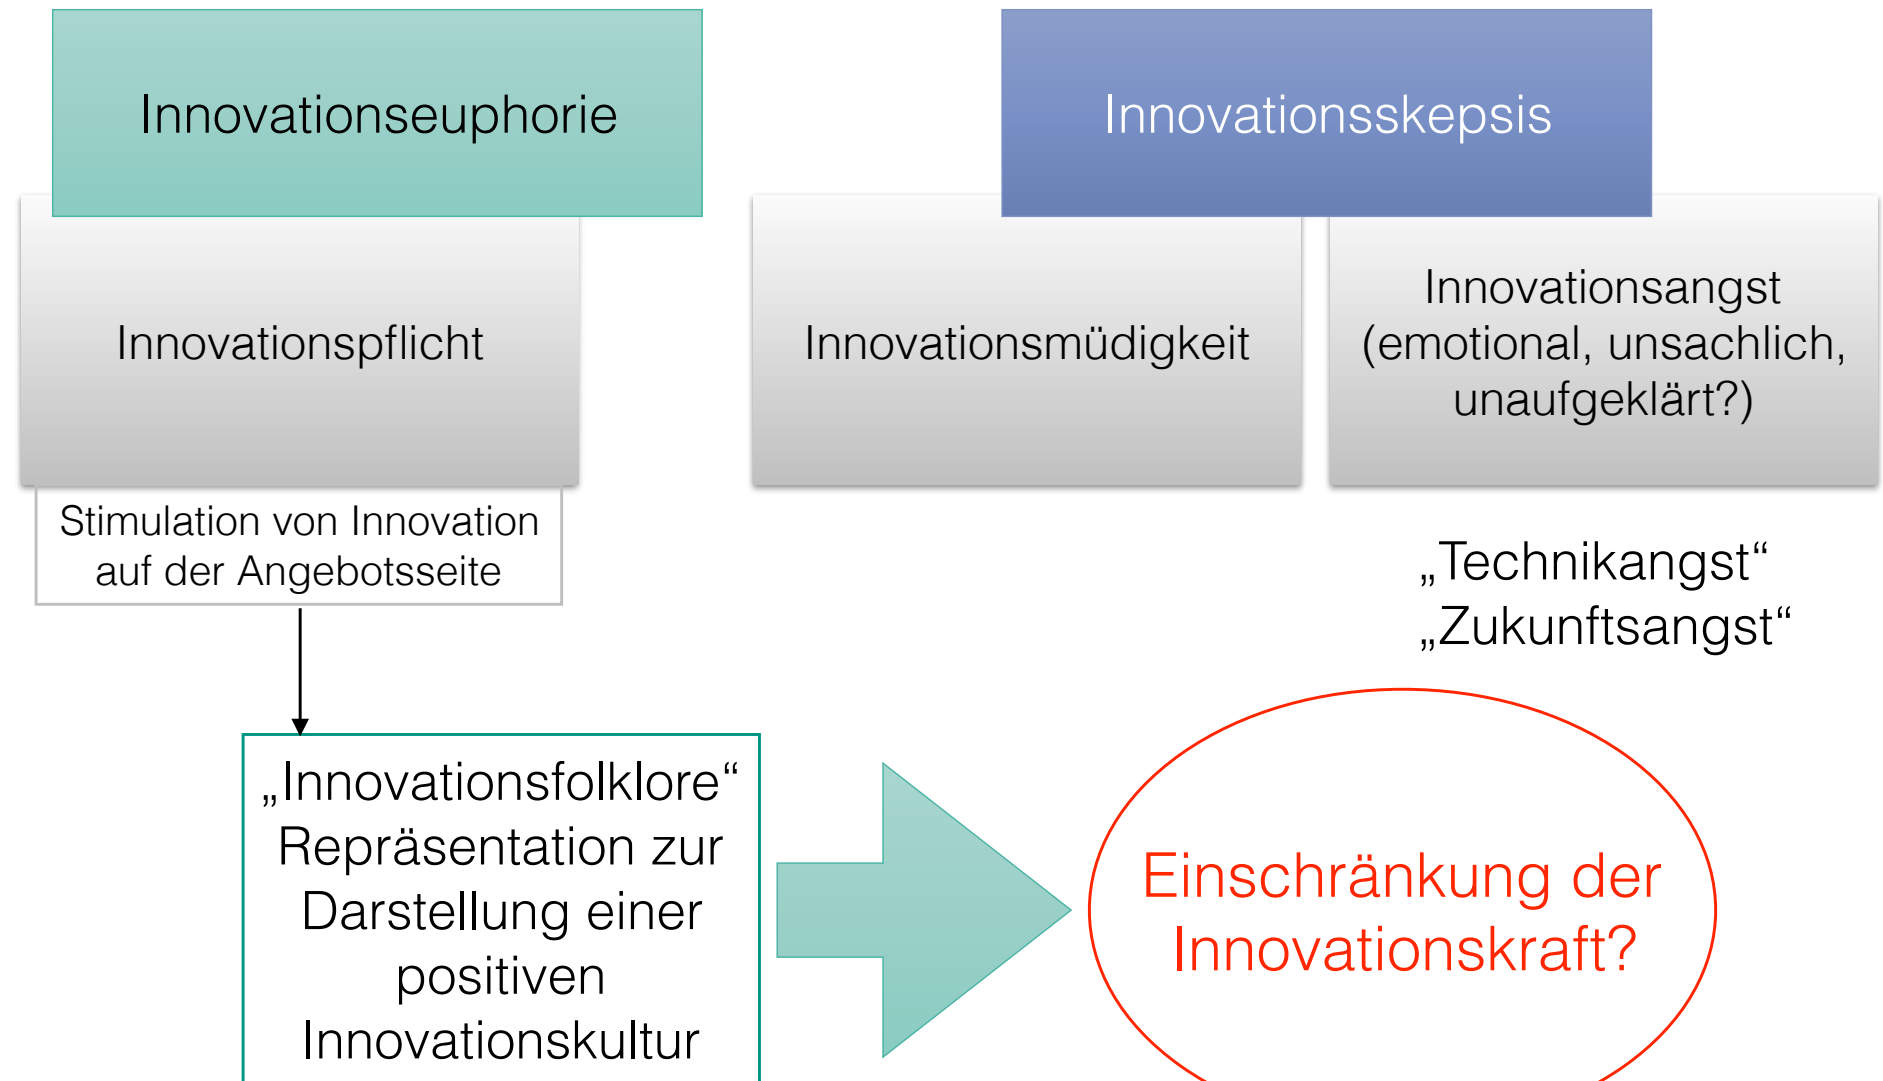 Innovationseuphorie
Innovationsskepsis
Innovationspflicht
Innovationsmüdigkeit
Innovationsangst
(emotional, unsachlich,
unaufgeklärt?)
Stimulation von Innovation
auf der Angebotsseite
„Technikangst“
„Zukunftsangst“
„Innovationsfolklore“
Repräsentation zur
Darstellung einer
positiven
Innovationskultur
Einschränkung der
Innovationskraft?